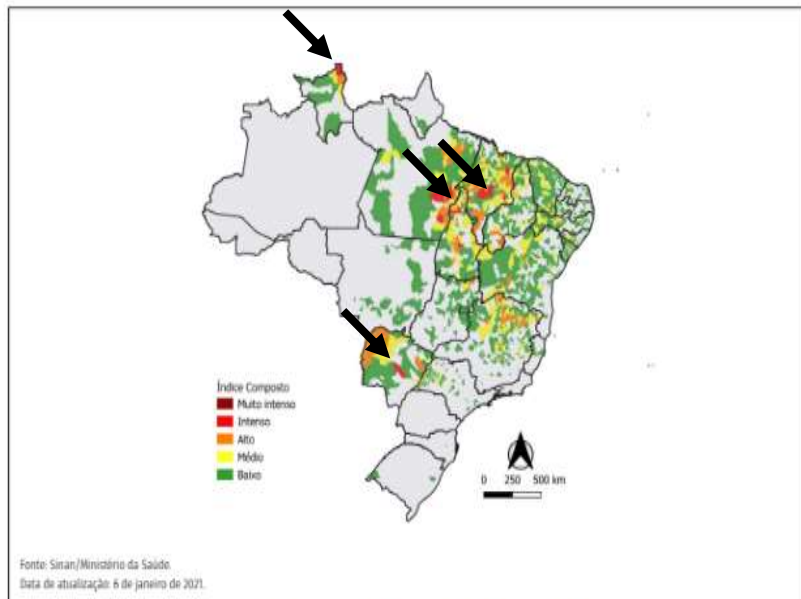 Índice Composto
Muito intenso
Intenso
Alto
Médio
Baixo
0 250 500 km
Fonte: Sinan/Ministério da Saúde.
Data de atualização: 6 de janeiro de 2021.